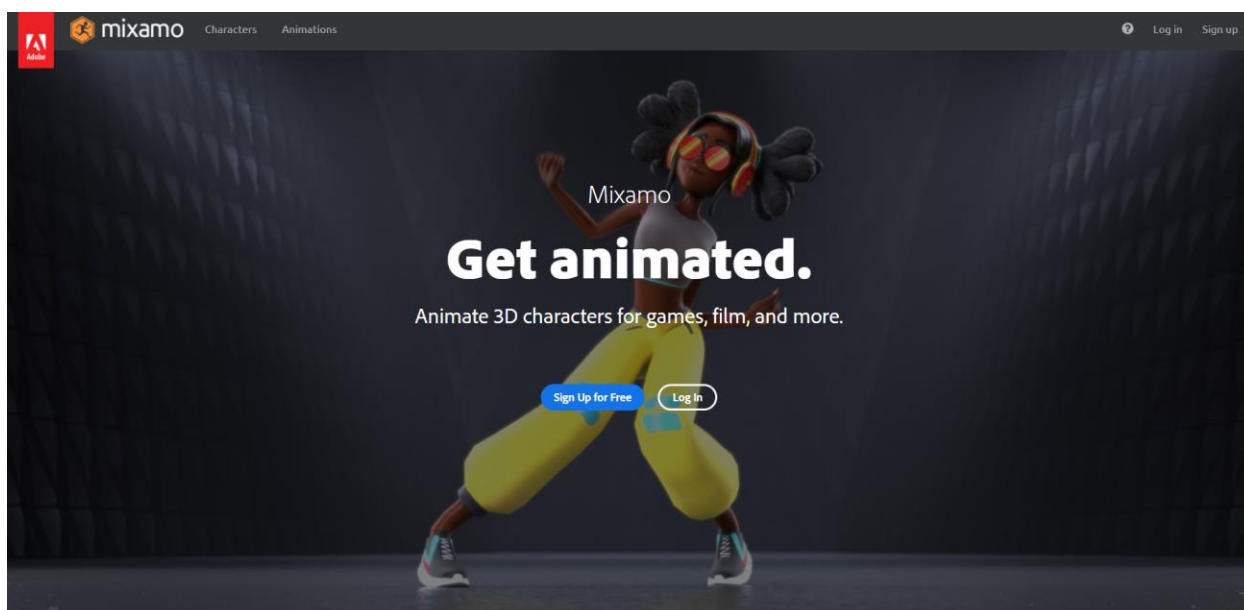 Adobe
mixamo Characters Animations ? Log in Sign up
Mixamo
Get animated.
Animate 3D characters for games, film, and more.
Sign Up for Free Log In